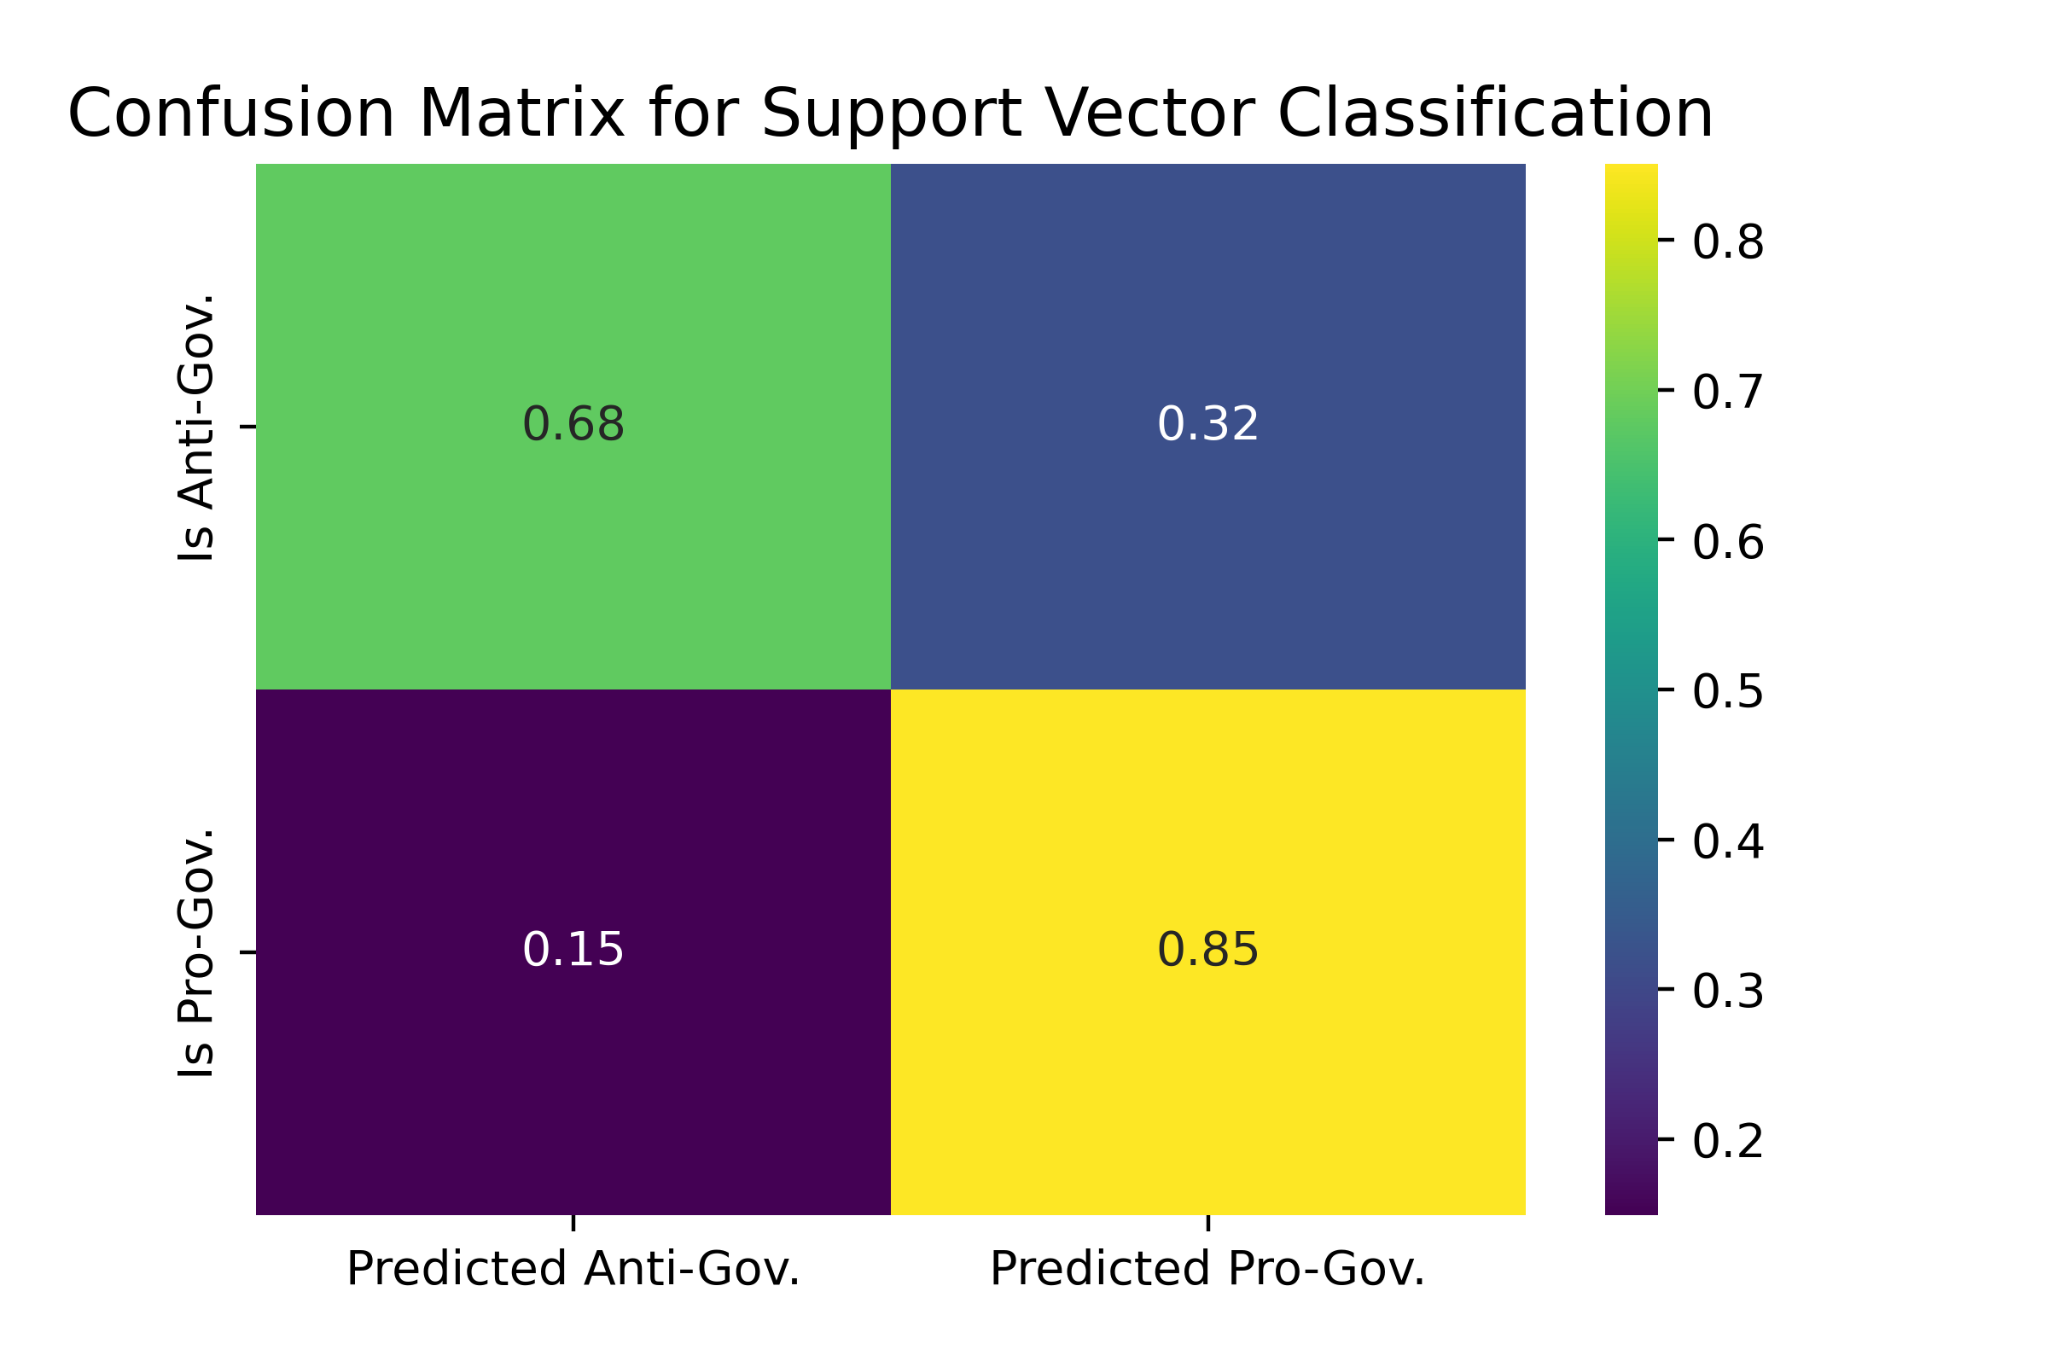 Confusion Matrix for Support Vector Classification
Is Anti-Gov.
0.68
0.32
Is Pro-Gov.
0.15
0.85
Predicted Anti-Gov.
Predicted Pro-Gov.
0.8
0.7
0.6
0.5
0.4
0.3
0.2